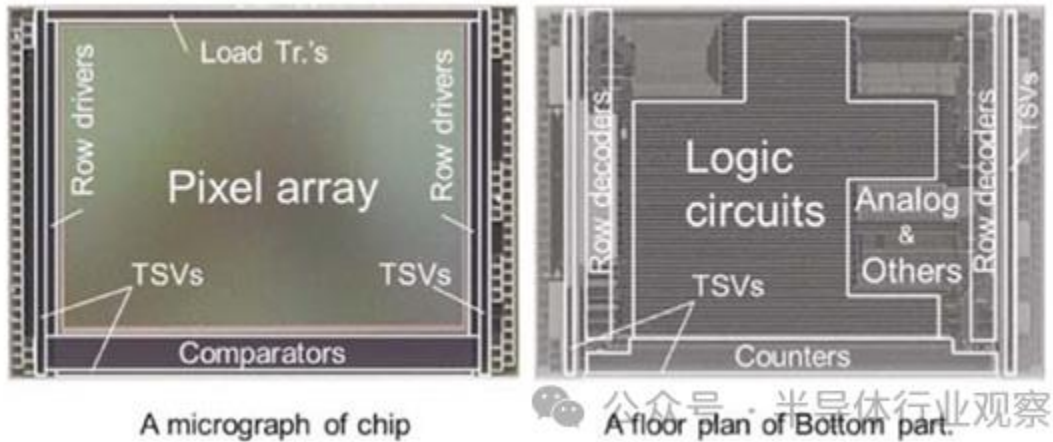 Load Tr.'s
Row drivers
Row drivers
Pixel array
TSVs
TSVs
Comparators
A micrograph of chip
Row decoders
Logic
circuits
Analog
&
Others
Row decoders
TSVs
TSVs
Counters
A floor plan of Bottom part.
公众号 · 半导体行业观察